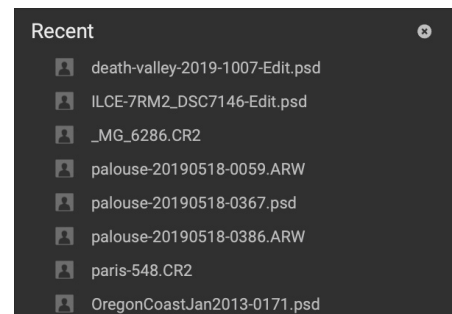 Recent
death-valley-2019-1007-Edit.psd
ILCE-7RM2_DSC7146-Edit.psd
_MG_6286.CR2
palouse-20190518-0059.ARW
palouse-20190518-0367.psd
palouse-20190518-0386.ARW
paris-548.CR2
OregonCoastJan2013-0171.psd